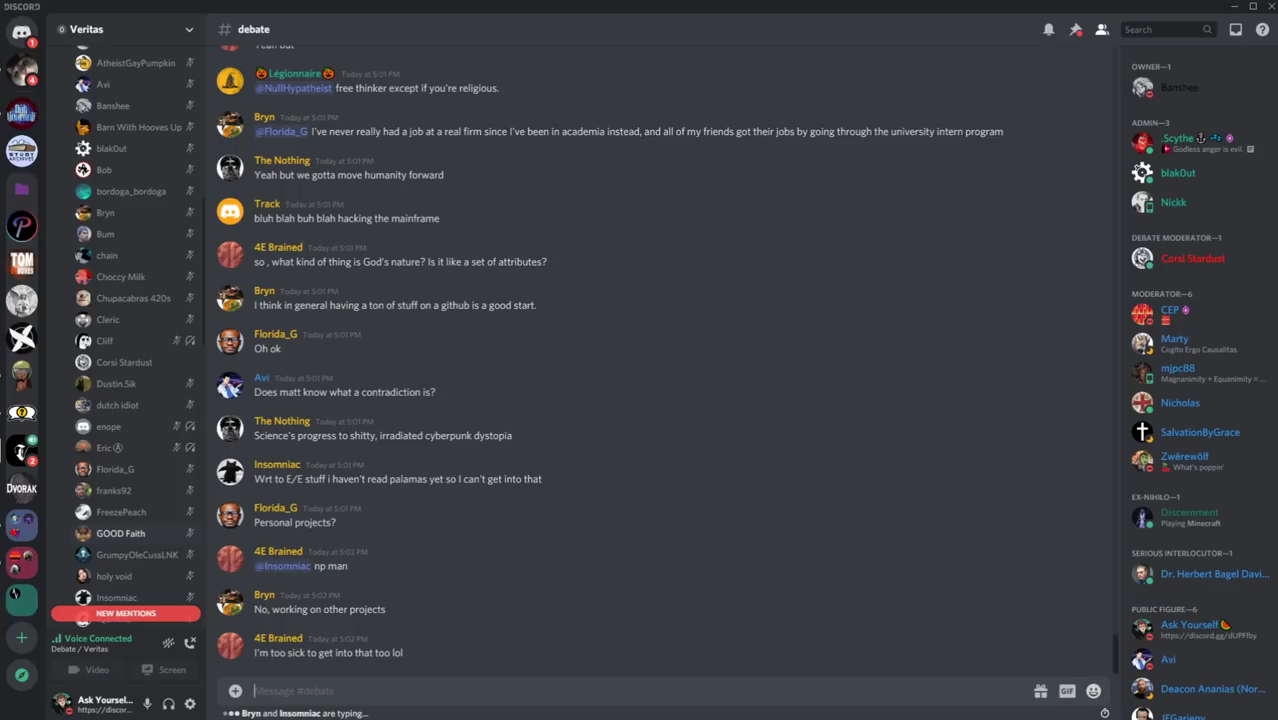 DISCORD
Veritas
AtheistGayPumpkin
Avi
Banshee
Barn With Hooves Up
blak0ut
Bob
bordoga_bordoga
Bryn
Bum
chain
Choccy Milk
Chupacabras 420s
Cleric
Cliff
Corsi Stardust
Dustin.Sik
dutch idiot
enope
Eric Ⓐ
Florida_G
franks92
FreezePeach
GOOD Faith
GrumpyOleCussLNK
holy void
Insomniac
NEW MENTIONS
Voice Connected
Debate / Veritas
Video Screen
Ask Yoursel...
https://discor...
1
4
TOM
BOXES
2
DVORAK
# debate
Search
Yeah but
🎃Légionnaire🎃 Today at 5:01 PM
@NullHypatheist free thinker except if you're religious.
Bryn Today at 5:01 PM
@Florida_G I've never really had a job at a real firm since I've been in academia instead, and all of my friends got their jobs by going through the university intern program
The Nothing Today at 5:01 PM
Yeah but we gotta move humanity forward
Track Today at 5:01 PM
bluh blah buh blah hacking the mainframe
4E Brained Today at 5:01 PM
so , what kind of thing is God's nature? Is it like a set of attributes?
Bryn Today at 5:01 PM
I think in general having a ton of stuff on a github is a good start.
Florida_G Today at 5:01 PM
Oh ok
Avi Today at 5:01 PM
Does matt know what a contradiction is?
The Nothing Today at 5:01 PM
Science's progress to shitty, irradiated cyberpunk dystopia
Insomniac Today at 5:01 PM
Wrt to E/E stuff i haven't read palamas yet so I can't get into that
Florida_G Today at 5:01 PM
Personal projects?
4E Brained Today at 5:02 PM
@Insomniac np man
Bryn Today at 5:02 PM
No, working on other projects
4E Brained Today at 5:02 PM
I'm too sick to get into that too lol
Message #debate
GIF
Bryn and Insomniac are typing...
OWNER—1
Banshee
ADMIN—3
.Scythe
Godless anger is evil.
blak0ut
Nickk
DEBATE MODERATOR—1
Corsi Stardust
MODERATOR—6
CEP
Marty
Cogito Ergo Causalitas
mjpc88
Magnanimity + Equanimity = ...
Nicholas
SalvationByGrace
Zwërewölf
What's poppin'
EX-NIHILO—1
Discernment
Playing Minecraft
SERIOUS INTERLOCUTOR—1
Dr. Herbert Bagel Davi...
PUBLIC FIGURE—6
Ask Yourself🍉
https://discord.gg/dUPFfby
Avi
Deacon Ananias (Nor...